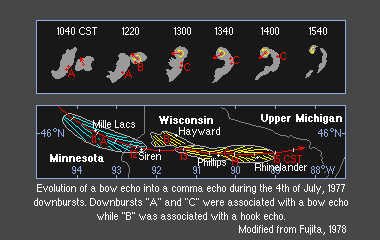 1040 CST 1220 1300 1340 1400 1540
A B A C C C
Wisconsin Upper Michigan
Mille Lacs Hayward
46°N 46°N
A B C
Siren Phillips Rhinelander CST
Minnesota
94 93 92 91 90 89 88°W
Evolution of a bow echo into a comma echo during the 4th of July, 1977
downbursts. Downbursts "A" and "C" were associated with a bow echo
while "B" was associated with a hook echo.
Modified from Fujita, 1978